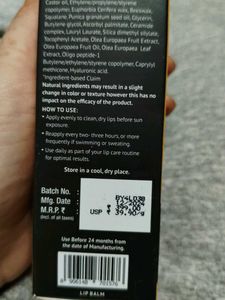 Castor oil, Ethylene/propylene/styrene
copolymer, Euphorbia Cerifera wax, Beeswax,
Squalane, Punica granatum seed oil, Glycerin,
Butylene glycol, Ascorbyl palmitate, Ceramide
complex, Lauryl Laurate, Silica dimethyl silylate,
Tocopheryl Acetate, Olea Europaea Fruit Extract,
Olea Europaea Fruit Oil, Olea Europaea Leaf
Extract, Oligo peptide-1
Butylene/ethylene/styrene copolymer, Caprylyl
methicone, Hyaluronic acid.
*Ingredient-based Claim
Natural ingredients may result in a slight
change in color or texture however this has no
impact on the efficacy of the product.
HOW TO USE
• Apply evenly to clean, dry lips before sun
exposure.
• Reapply every two- three hours, or more
frequently if swimming or sweating.
• Use daily as part of your lip care routine
for optimal results.
Store in a cool, dry place.
Batch No. :
Mfg. Date :
M.R.P. ₹ :
(incl. of all taxes)
USP ₹ 39.90/g
Use Before 24 months from
the date of Manufacturing.
LIP BALM